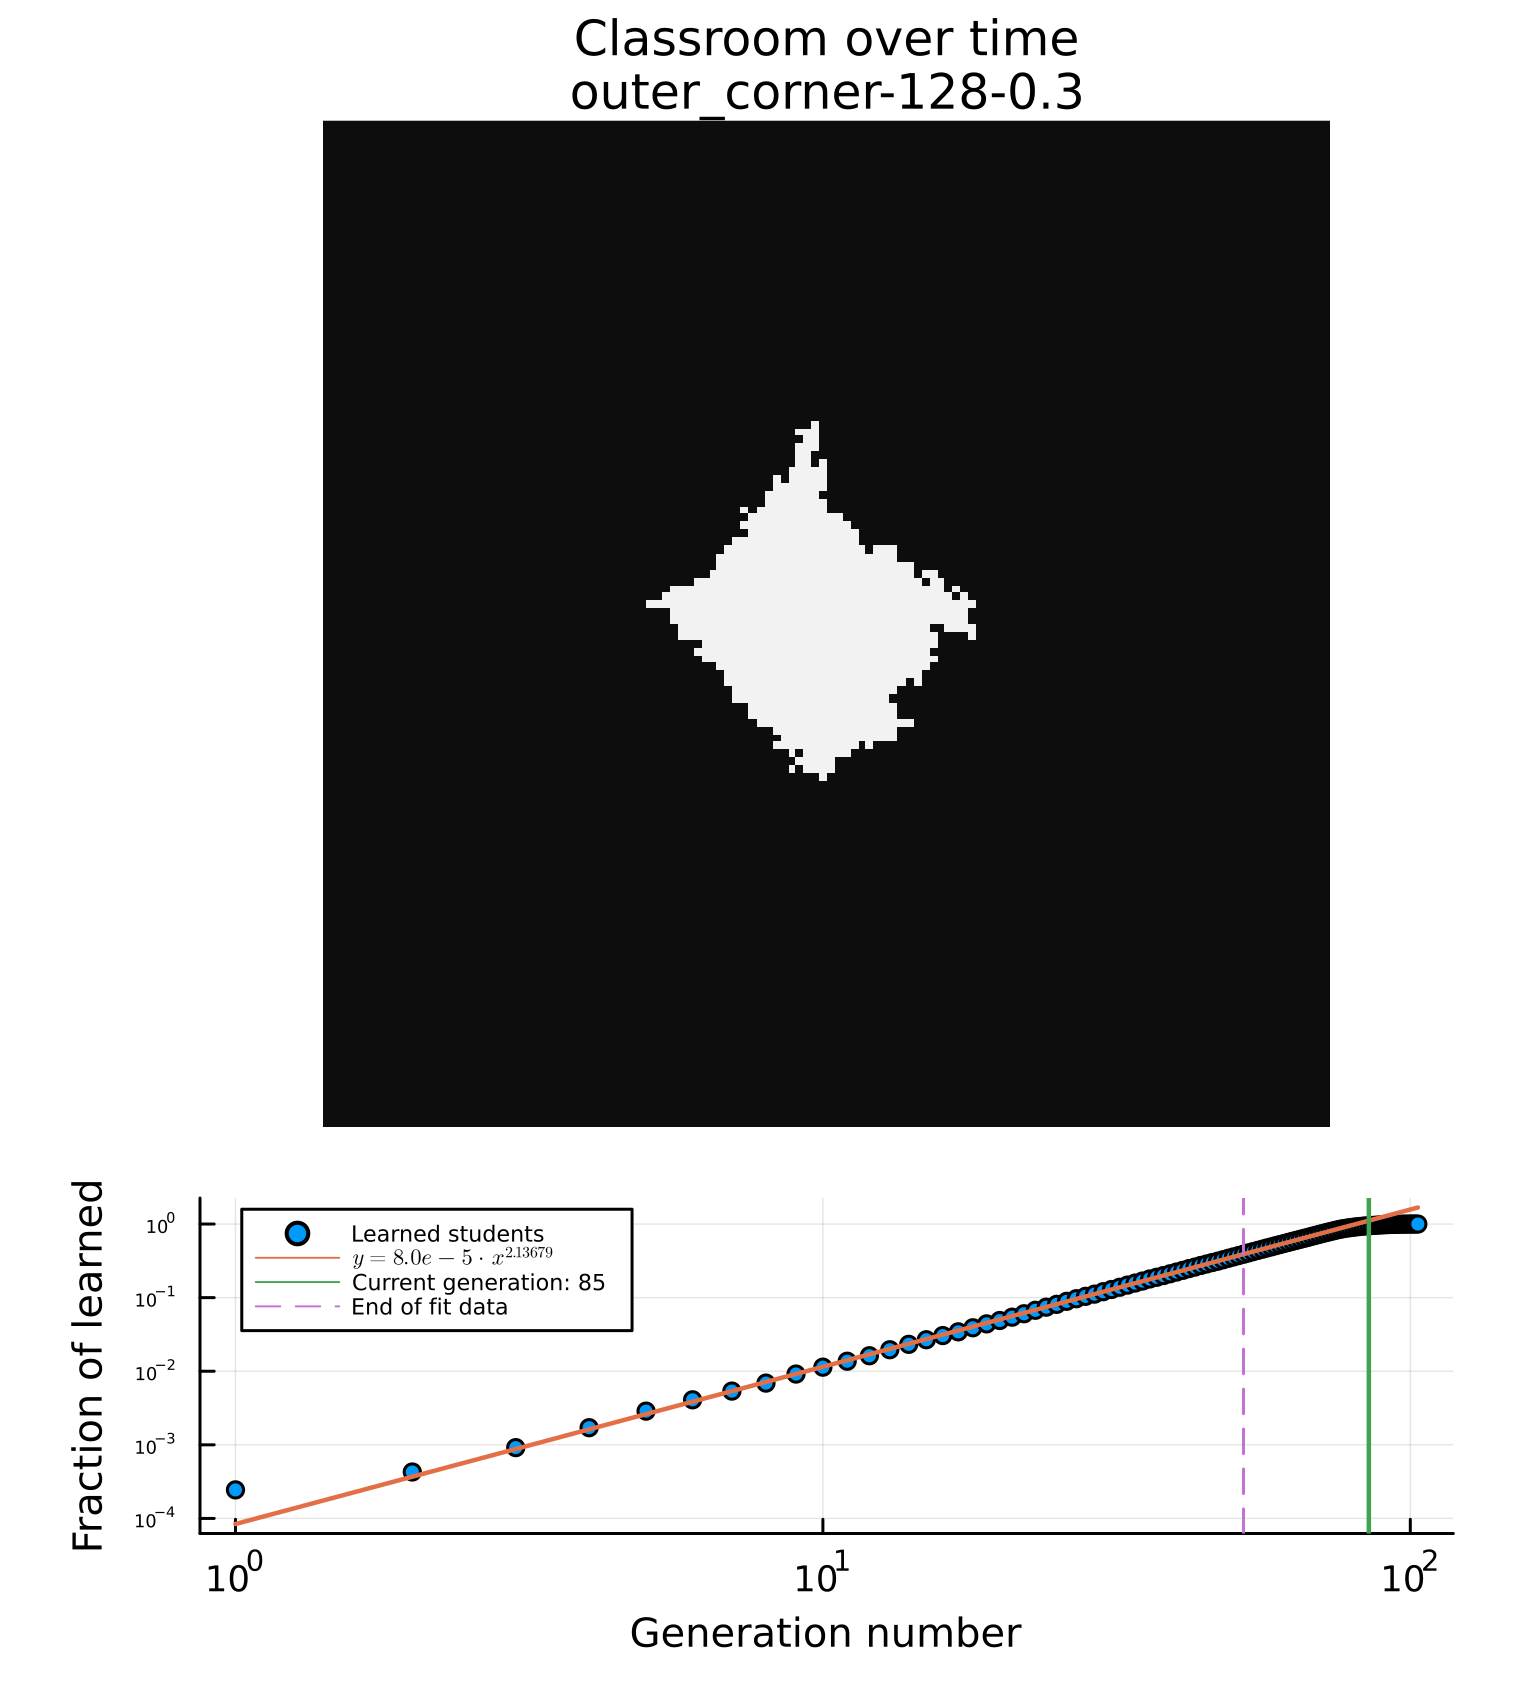 Classroom over time
outer_corner-128-0.3
Fraction of learned
10^0
10^-1
10^-2
10^-3
10^-4
Learned students
y = 8.0e − 5 · x^2.13679
Current generation: 85
End of fit data
10^0
10^1
10^2
Generation number